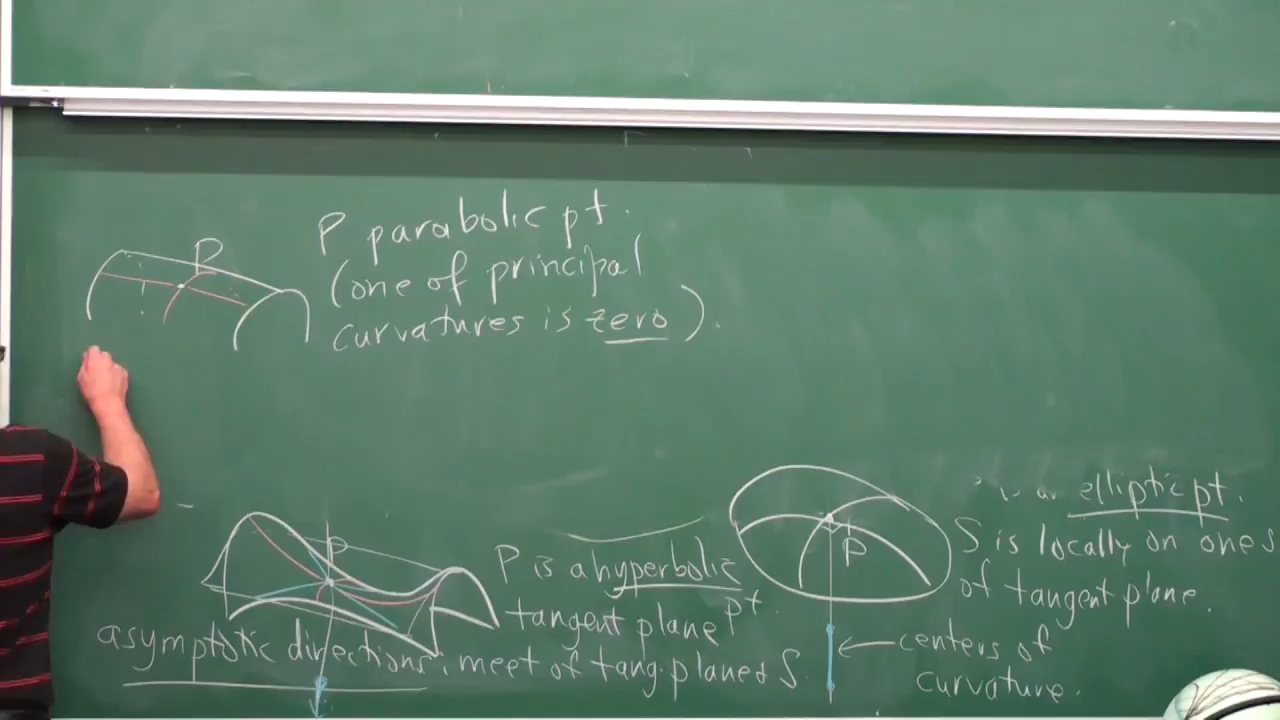 P
P parabolic pt.
(one of principal
curvatures is zero).
P
P is a hyperbolic
pt.
tangent plane
asymptotic directions: meet of tang. plane & S
P
elliptic pt.
S is locally on one s
of tangent plane.
← centers of
curvature.